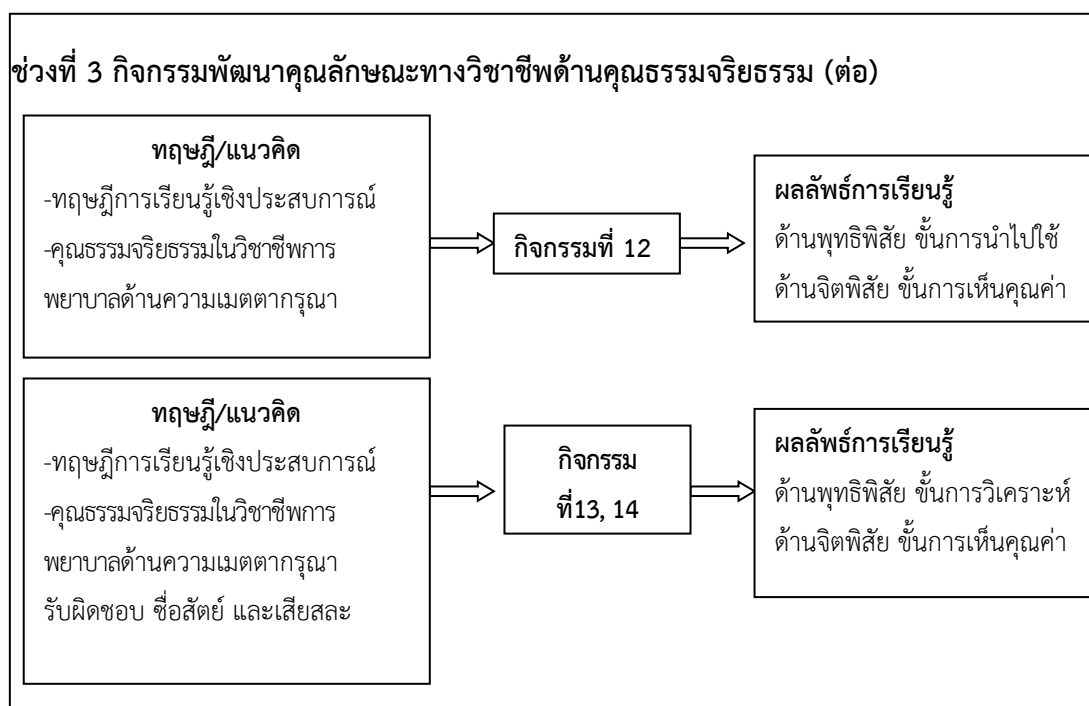 ช่วงที่ 3 กิจกรรมพัฒนาคุณลักษณะทางวิชาชีพด้านคุณธรรมจริยธรรม (ต่อ)
ทฤษฎี/แนวคิด
-ทฤษฎีการเรียนรู้เชิงประสบการณ์
-คุณธรรมจริยธรรมในวิชาชีพการ
พยาบาลด้านความเมตตากรุณา
กิจกรรมที่ 12
ผลลัพธ์การเรียนรู้
ด้านพุทธิพิสัย ขั้นการนำไปใช้
ด้านจิตพิสัย ขั้นการเห็นคุณค่า
ทฤษฎี/แนวคิด
-ทฤษฎีการเรียนรู้เชิงประสบการณ์
-คุณธรรมจริยธรรมในวิชาชีพการ
พยาบาลด้านความเมตตากรุณา
รับผิดชอบ ซื่อสัตย์ และเสียสละ
กิจกรรม
ที่13, 14
ผลลัพธ์การเรียนรู้
ด้านพุทธิพิสัย ขั้นการวิเคราะห์
ด้านจิตพิสัย ขั้นการเห็นคุณค่า